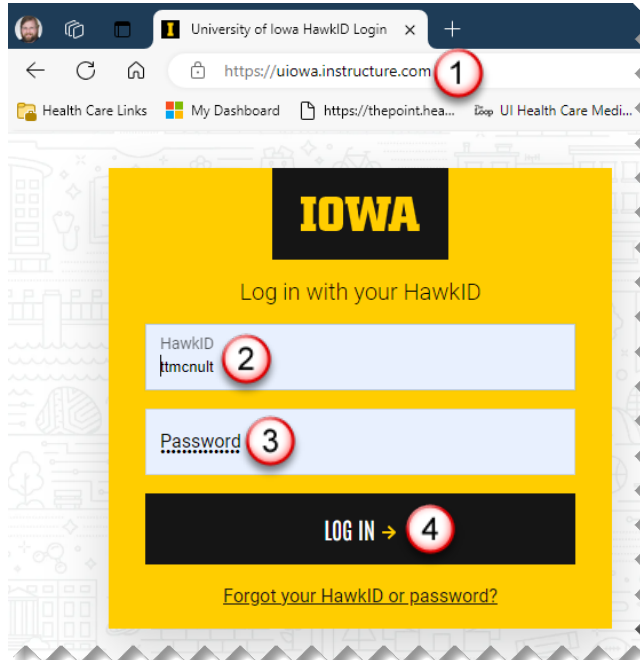 University of Iowa HawkID Login
https://uiowa.instructure.com
1
Health Care Links My Dashboard https://thepoint.hea... Loop UI Health Care Medi...
IOWA
Log in with your HawkID
HawkID
ttmcnult
2
Password
3
LOG IN → 4
Forgot your HawkID or password?